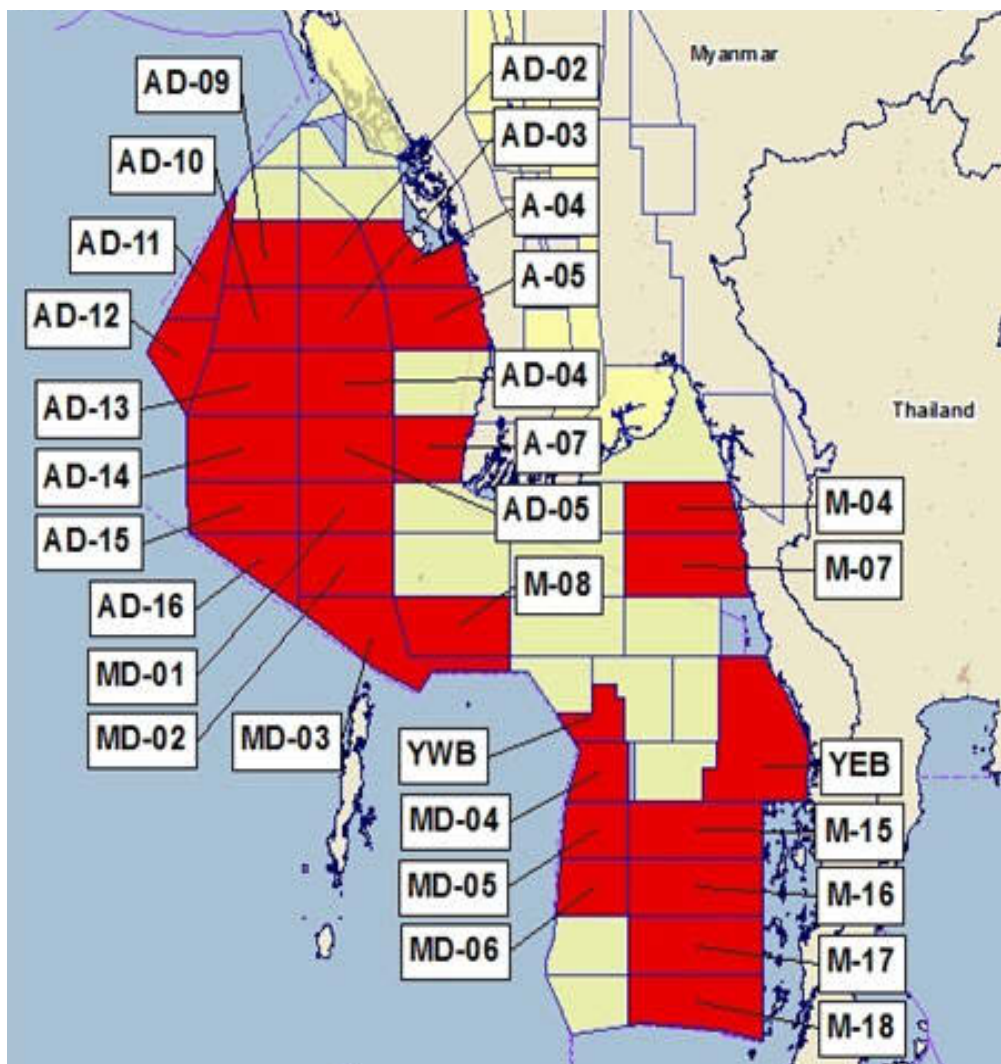 Myanmar
AD-02
AD-09
AD-03
AD-10
A-04
AD-11
A-05
AD-12
AD-04
AD-13
Thailand
A-07
AD-14
M-04
AD-05
AD-15
M-07
M-08
AD-16
MD-01
MD-02
MD-03
YWB
YEB
MD-04
M-15
MD-05
M-16
MD-06
M-17
M-18